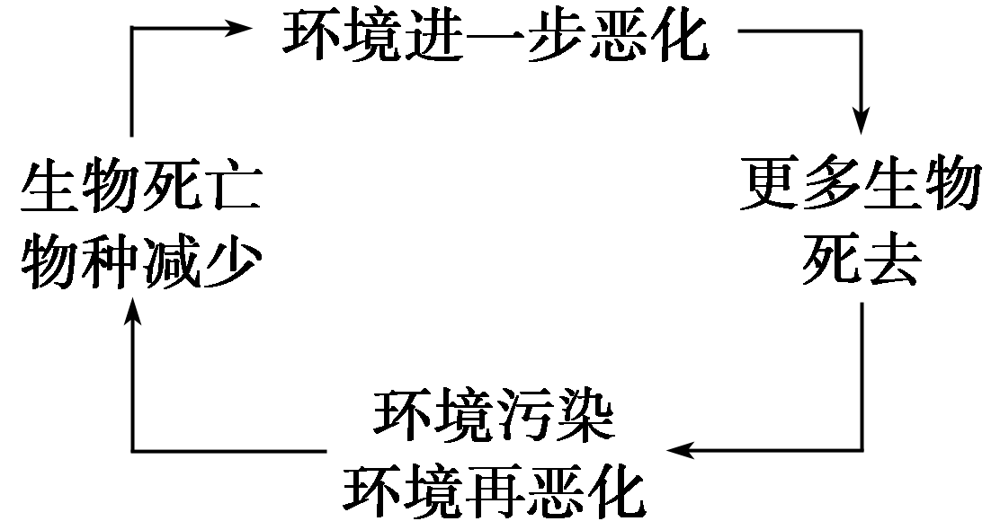 环境进一步恶化
生物死亡
物种减少
更多生物
死去
环境污染
环境再恶化